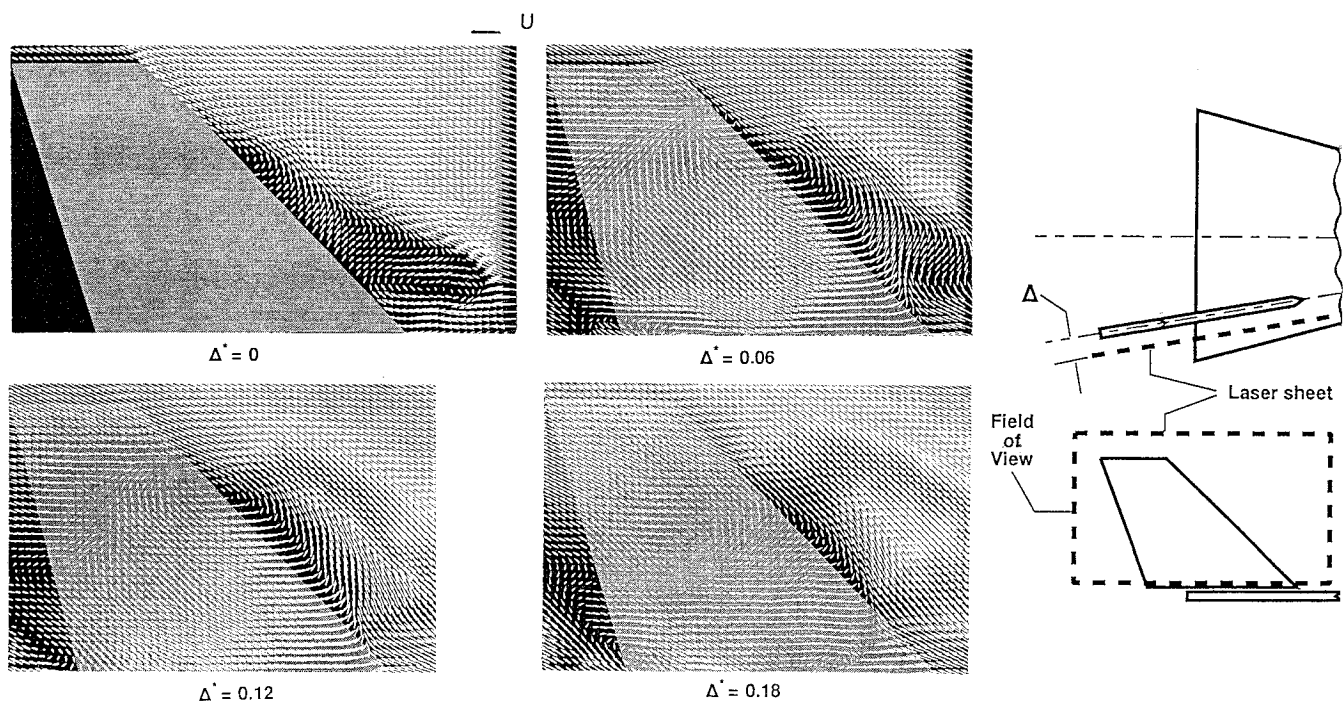 U
Δ* = 0
Δ* = 0.06
Δ* = 0.12
Δ* = 0.18
Δ
Laser sheet
Field
of
View